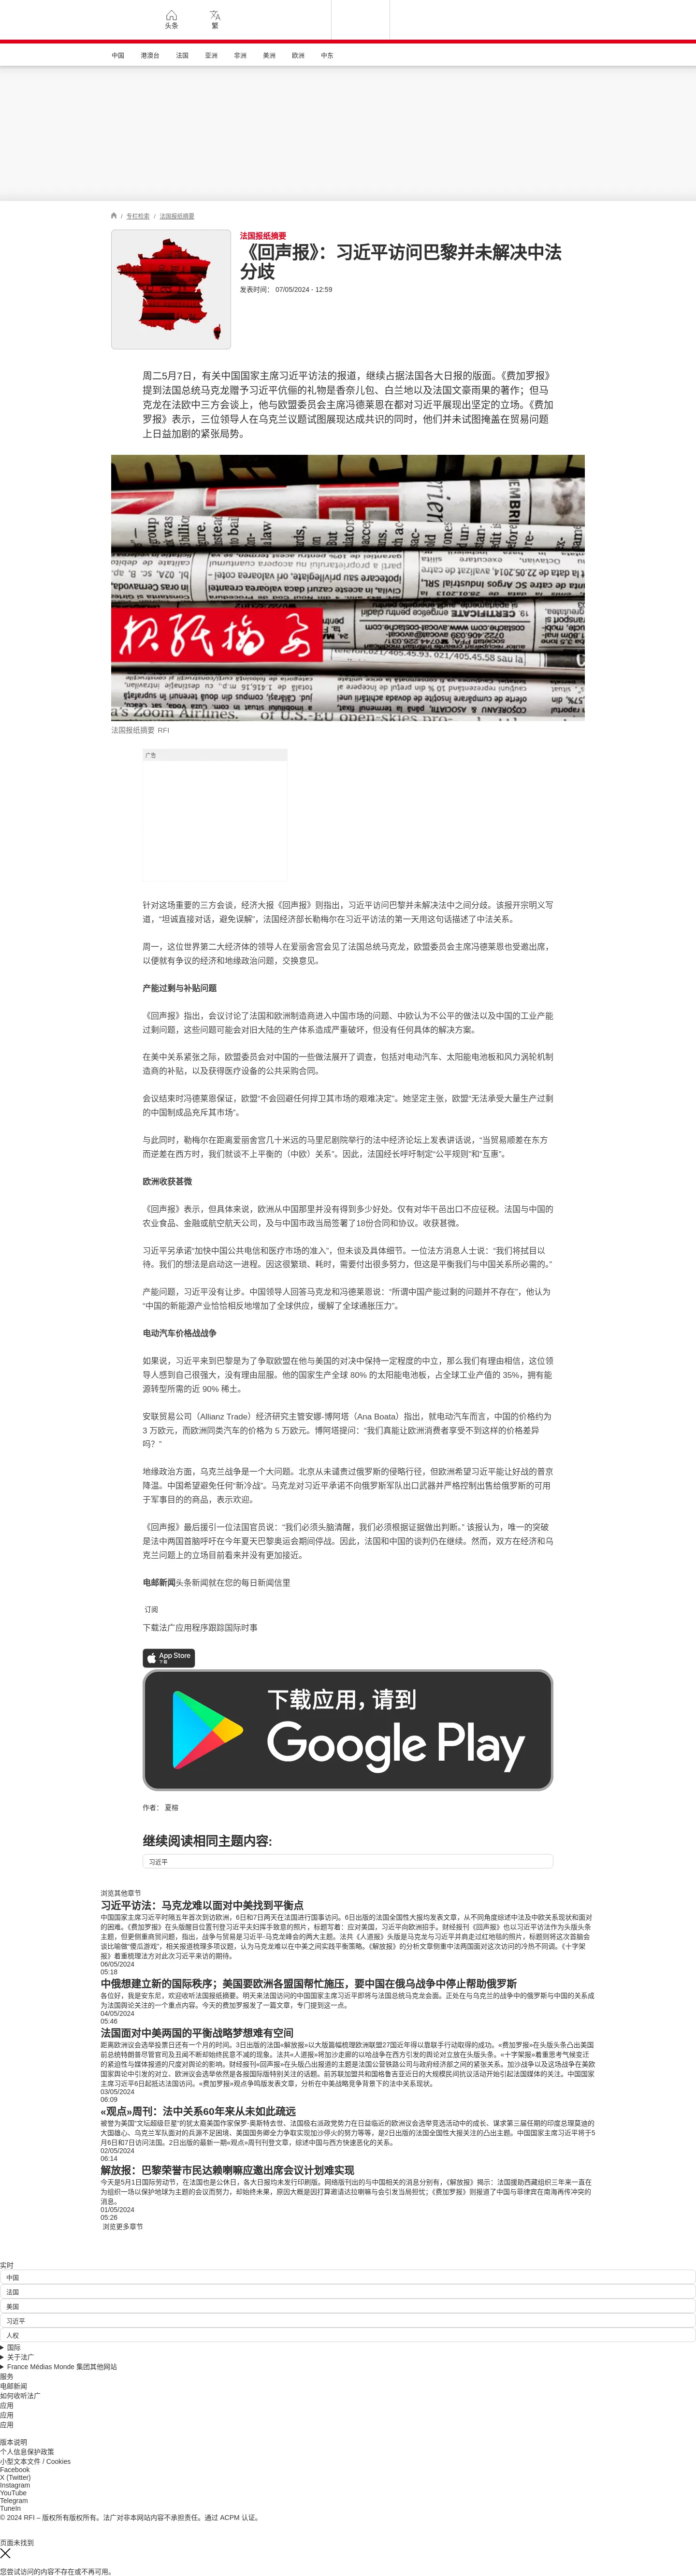 头条
繁
中国
港澳台
法国
亚洲
非洲
美洲
欧洲
中东
/ 专栏检索 / 法国报纸摘要
法国报纸摘要
《回声报》：习近平访问巴黎并未解决中法
分歧
发表时间： 07/05/2024 - 12:59
周二5月7日，有关中国国家主席习近平访法的报道，继续占据法国各大日报的版面。《费加罗报》
提到法国总统马克龙赠予习近平伉俪的礼物是香奈儿包、白兰地以及法国文豪雨果的著作；但马
克龙在法欧中三方会谈上，他与欧盟委员会主席冯德莱恩在都对习近平展现出坚定的立场。《费加
罗报》表示，三位领导人在乌克兰议题试图展现达成共识的同时，他们并未试图掩盖在贸易问题
上日益加剧的紧张局势。
报纸摘要
法国报纸摘要 RFI
广告
针对这场重要的三方会谈，经济大报《回声报》则指出，习近平访问巴黎并未解决法中之间分歧。该报开宗明义写
道，“坦诚直接对话，避免误解”，法国经济部长勒梅尔在习近平访法的第一天用这句话描述了中法关系。
周一，这位世界第二大经济体的领导人在爱丽舍宫会见了法国总统马克龙，欧盟委员会主席冯德莱恩也受邀出席，
以便就有争议的经济和地缘政治问题，交换意见。
产能过剩与补贴问题
《回声报》指出，会议讨论了法国和欧洲制造商进入中国市场的问题、中欧认为不公平的做法以及中国的工业产能
过剩问题，这些问题可能会对旧大陆的生产体系造成严重破坏，但没有任何具体的解决方案。
在美中关系紧张之际，欧盟委员会对中国的一些做法展开了调查，包括对电动汽车、太阳能电池板和风力涡轮机制
造商的补贴，以及获得医疗设备的公共采购合同。
会议结束时冯德莱恩保证，欧盟“不会回避任何捍卫其市场的艰难决定”。她坚定主张，欧盟“无法承受大量生产过剩
的中国制成品充斥其市场”。
与此同时，勒梅尔在距离爱丽舍宫几十米远的马里尼剧院举行的法中经济论坛上发表讲话说，“当贸易顺差在东方
而逆差在西方时，我们就谈不上平衡的（中欧）关系”。因此，法国经长呼吁制定“公平规则”和“互惠”。
欧洲收获甚微
《回声报》表示，但具体来说，欧洲从中国那里并没有得到多少好处。仅有对华干邑出口不应征税。法国与中国的
农业食品、金融或航空航天公司，及与中国市政当局签署了18份合同和协议。收获甚微。
习近平另承诺“加快中国公共电信和医疗市场的准入”，但未谈及具体细节。一位法方消息人士说：“我们将拭目以
待。我们的想法是启动这一进程。因这很繁琐、耗时，需要付出很多努力，但这是平衡我们与中国关系所必需的。”
产能问题，习近平没有让步。中国领导人回答马克龙和冯德莱恩说：“所谓中国产能过剩的问题并不存在”，他认为
“中国的新能源产业恰恰相反地增加了全球供应，缓解了全球通胀压力”。
电动汽车价格战战争
如果说，习近平来到巴黎是为了争取欧盟在他与美国的对决中保持一定程度的中立，那么我们有理由相信，这位领
导人感到自己很强大，没有理由屈服。他的国家生产全球 80% 的太阳能电池板，占全球工业产值的 35%，拥有能
源转型所需的近 90% 稀土。
安联贸易公司（Allianz Trade）经济研究主管安娜-博阿塔（Ana Boata）指出，就电动汽车而言，中国的价格约为
3 万欧元，而欧洲同类汽车的价格为 5 万欧元。博阿塔提问：“我们真能让欧洲消费者享受不到这样的价格差异
吗？”
地缘政治方面，乌克兰战争是一个大问题。北京从未谴责过俄罗斯的侵略行径，但欧洲希望习近平能让好战的普京
降温。中国希望避免任何“新冷战”。马克龙对习近平承诺不向俄罗斯军队出口武器并严格控制出售给俄罗斯的可用
于军事目的的商品，表示欢迎。
《回声报》最后援引一位法国官员说：“我们必须头脑清醒，我们必须根据证据做出判断。” 该报认为，唯一的突破
是法中两国首脑呼吁在今年夏天巴黎奥运会期间停战。因此，法国和中国的谈判仍在继续。然而，双方在经济和乌
克兰问题上的立场目前看来并没有更加接近。
电邮新闻头条新闻就在您的每日新闻信里
订阅
下载法广应用程序跟踪国际时事
App Store
下载
下载应用，请到
Google Play
作者： 夏榕
继续阅读相同主题内容:
习近平
浏览其他章节
习近平访法：马克龙难以面对中美找到平衡点
中国国家主席习近平时隔五年首次到访欧洲，6日和7日两天在法国进行国事访问。6日出版的法国全国性大报均发表文章，从不同角度综述中法及中欧关系现状和面对
的困难。《费加罗报》在头版醒目位置刊登习近平夫妇挥手致意的照片，标题写着：应对美国，习近平向欧洲招手。财经报刊《回声报》也以习近平访法作为头版头条
主题，但更侧重商贸问题，指出，战争与贸易是习近平-马克龙峰会的两大主题。法共《人道报》头版是马克龙与习近平并肩走过红地毯的照片，标题则将这次首脑会
谈比喻做“傻瓜游戏”，相关报道梳理多项议题，认为马克龙难以在中美之间实践平衡策略。《解放报》的分析文章侧重中法两国面对这次访问的冷热不同调。《十字架
报》着重梳理法方对此次习近平来访的期待。
06/05/2024
05:18
中俄想建立新的国际秩序；美国要欧洲各盟国帮忙施压，要中国在俄乌战争中停止帮助俄罗斯
各位好，我是安东尼，欢迎收听法国报纸摘要。明天来法国访问的中国国家主席习近平即将与法国总统马克龙会面。正处在与乌克兰的战争中的俄罗斯与中国的关系成
为法国舆论关注的一个重点内容。今天的费加罗报发了一篇文章，专门提到这一点。
04/05/2024
05:46
法国面对中美两国的平衡战略梦想难有空间
距离欧洲议会选举投票日还有一个月的时间。3日出版的法国«解放报»以大版篇幅梳理欧洲联盟27国近年得以靠联手行动取得的成功。«费加罗报»在头版头条凸出美国
前总统特朗普尽管官司及丑闻不断却始终民意不减的现象。法共«人道报»将加沙走廊的以哈战争在西方引发的舆论对立放在头版头条。«十字架报»着重思考气候变迁
的紧迫性与媒体报道的尺度对舆论的影响。财经报刊«回声报»在头版凸出报道的主题是法国公营铁路公司与政府经济部之间的紧张关系。加沙战争以及这场战争在美欧
国家舆论中引发的对立、欧洲议会选举依然是各报国际版特别关注的话题。前苏联加盟共和国格鲁吉亚近日的大规模民间抗议活动开始引起法国媒体的关注。中国国家
主席习近平6日起抵达法国访问。«费加罗报»观点争鸣版发表文章，分析在中美战略竞争背景下的法中关系现状。
03/05/2024
06:09
«观点»周刊：法中关系60年来从未如此疏远
被誉为美国“文坛超级巨星”的犹太裔美国作家保罗-奥斯特去世、法国极右派政党势力在日益临近的欧洲议会选举竞选活动中的成长、谋求第三届任期的印度总理莫迪的
大国雄心、乌克兰军队面对的兵源不足困境、美国国务卿全力争取实现加沙停火的努力等等，是2日出版的法国全国性大报关注的凸出主题。中国国家主席习近平将于5
月6日和7日访问法国。2日出版的最新一期«观点»周刊刊登文章，综述中国与西方快速恶化的关系。
02/05/2024
06:14
解放报：巴黎荣誉市民达赖喇嘛应邀出席会议计划难实现
今天是5月1日国际劳动节，在法国也是公休日，各大日报均未发行印刷版。网络版刊出的与中国相关的消息分别有，《解放报》揭示：法国援助西藏组织三年来一直在
为组织一场以保护地球为主题的会议而努力，却始终未果，原因大概是因打算邀请达拉喇嘛与会引发当局担忧；《费加罗报》则报道了中国与菲律宾在南海再传冲突的
消息。
01/05/2024
05:26
浏览更多章节
实时
中国
法国
美国
习近平
人权
国际
关于法广
France Médias Monde 集团其他网站
服务
电邮新闻
如何收听法广
应用
应用
应用
版本说明
个人信息保护政策
小型文本文件 / Cookies
Facebook
X (Twitter)
Instagram
YouTube
Telegram
TuneIn
© 2024 RFI – 版权所有版权所有。法广对非本网站内容不承担责任。通过 ACPM 认证。
页面未找到
您尝试访问的内容不存在或不再可用。